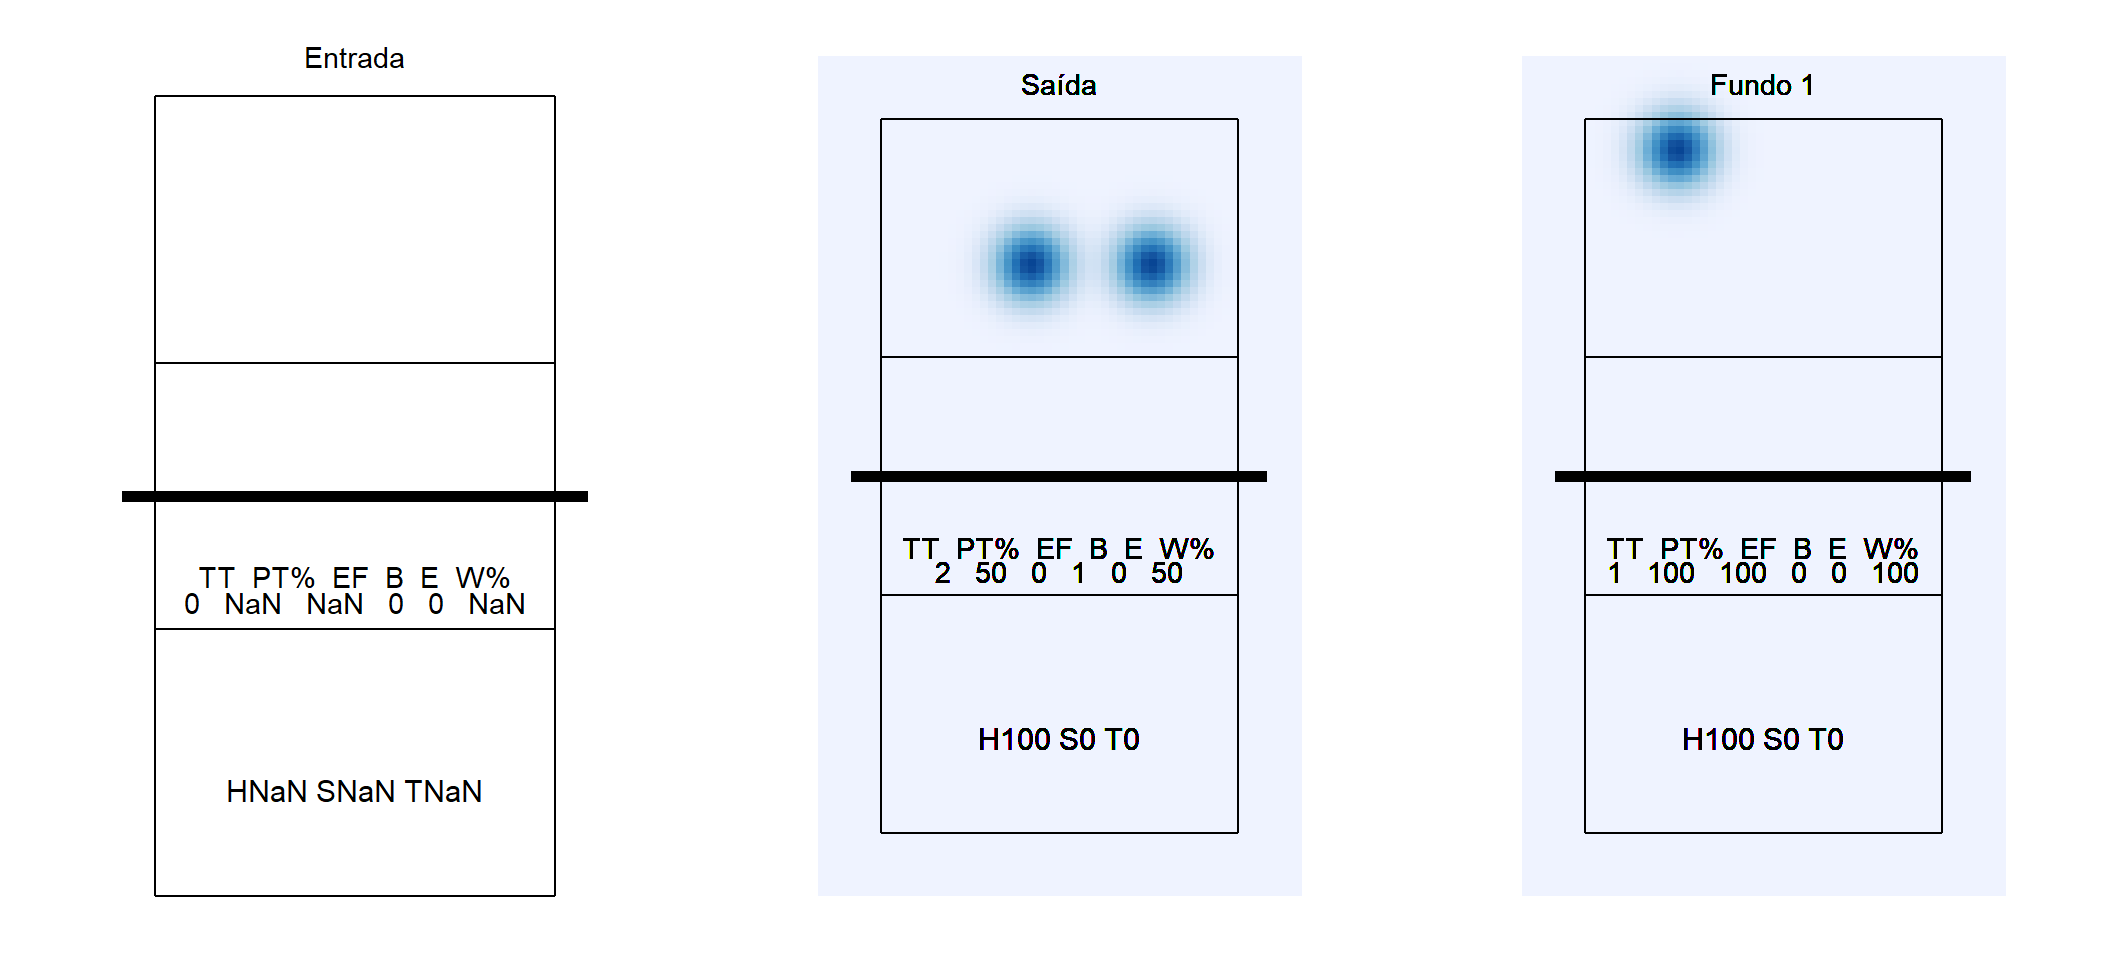 Entrada
TT PT% EF B E W%
0 NaN NaN 0 0 NaN
HNaN SNaN TNaN
Saída
TT PT% EF B E W%
2 50 0 1 0 50
H100 S0 T0
Fundo 1
TT PT% EF B E W%
1 100 100 0 0 100
H100 S0 T0